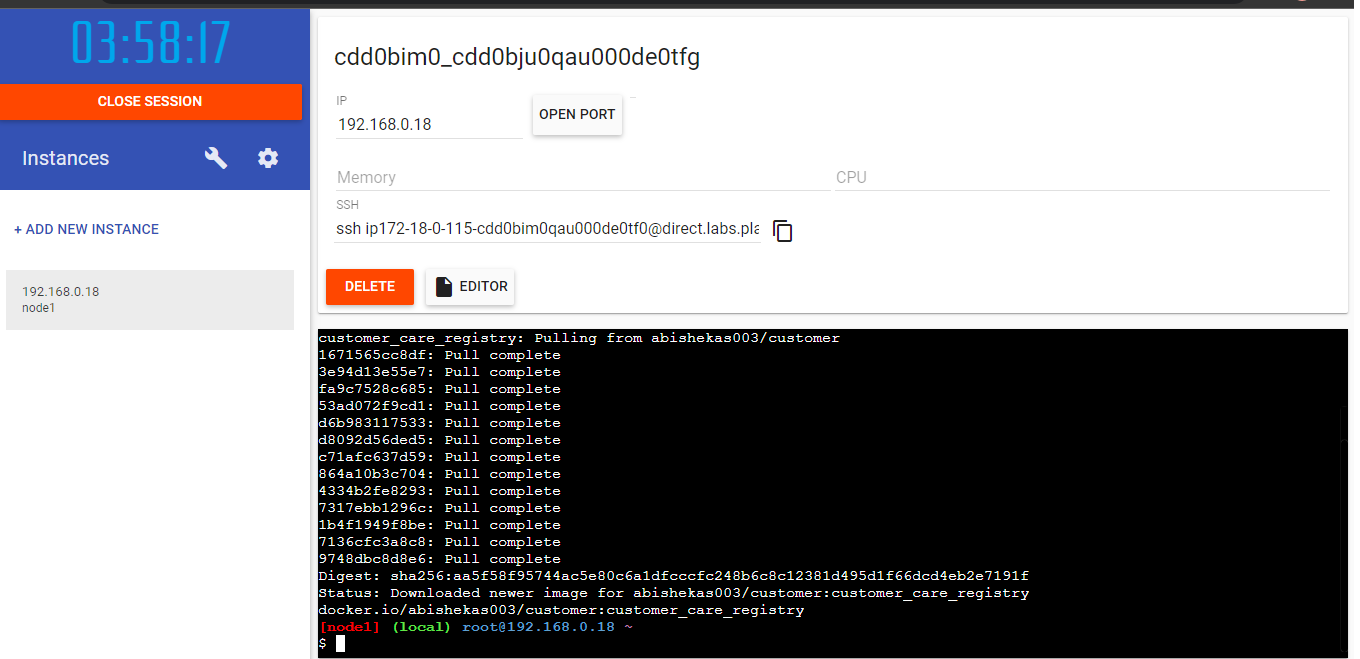 03:58:17
CLOSE SESSION
Instances
+ ADD NEW INSTANCE
192.168.0.18
node1
cdd0bim0_cdd0bju0qau000de0tfg
IP
192.168.0.18
OPEN PORT
Memory
CPU
SSH
ssh ip172-18-0-115-cdd0bim0qau000de0tf0@direct.labs.pla
DELETE
EDITOR
customer_care_registry: Pulling from abishekas003/customer
1671565cc8df: Pull complete
3e94d13e55e7: Pull complete
fa9c7528c685: Pull complete
53ad072f9cd1: Pull complete
d6b983117533: Pull complete
d8092d56ded5: Pull complete
c71afc637d59: Pull complete
864a10b3c704: Pull complete
4334b2fe8293: Pull complete
7317ebb1296c: Pull complete
1b4f1949f8be: Pull complete
7136cfc3a8c8: Pull complete
9748dbc8d8e6: Pull complete
Digest: sha256:aa5f58f95744ac5e80c6a1dfcccfc248b6c8c12381d495d1f66dcd4eb2e7191f
Status: Downloaded newer image for abishekas003/customer:customer_care_registry
docker.io/abishekas003/customer:customer_care_registry
[node1] (local) root@192.168.0.18 ~
$